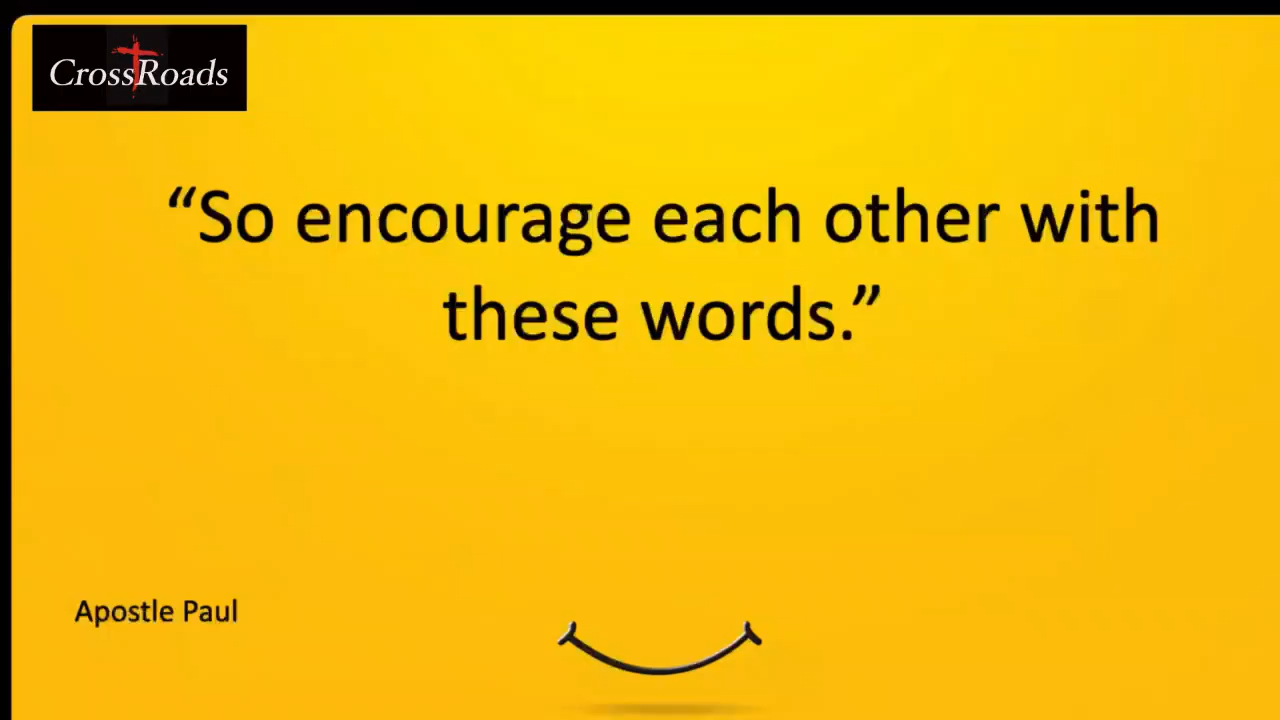 CrossRoads
“So encourage each other with
these words.”
Apostle Paul